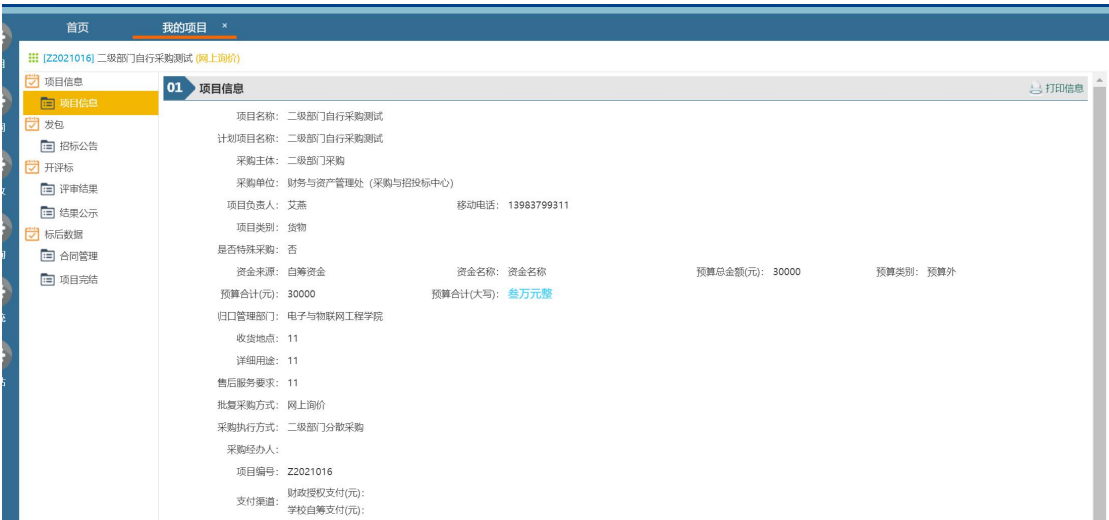 首页
我的项目 ×
[Z2021016] 二级部门自行采购测试 (网上询价)
项目信息
项目信息
发包
招标公告
开评标
评审结果
结果公示
标后数据
合同管理
项目完结
01 项目信息
打印信息
项目名称: 二级部门自行采购测试
计划项目名称: 二级部门自行采购测试
采购主体: 二级部门采购
采购单位: 财务与资产管理处 (采购与招投标中心)
项目负责人: 艾燕 移动电话: 13983799311
项目类别: 货物
是否特殊采购: 否
资金来源: 自筹资金 资金名称: 资金名称 预算总金额(元): 30000 预算类别: 预算外
预算合计(元): 30000 预算合计(大写): 叁万元整
归口管理部门: 电子与物联网工程学院
收货地点: 11
详细用途: 11
售后服务要求: 11
批复采购方式: 网上询价
采购执行方式: 二级部门分散采购
采购经办人:
项目编号: Z2021016
支付渠道: 财政授权支付(元):
学校自筹支付(元):